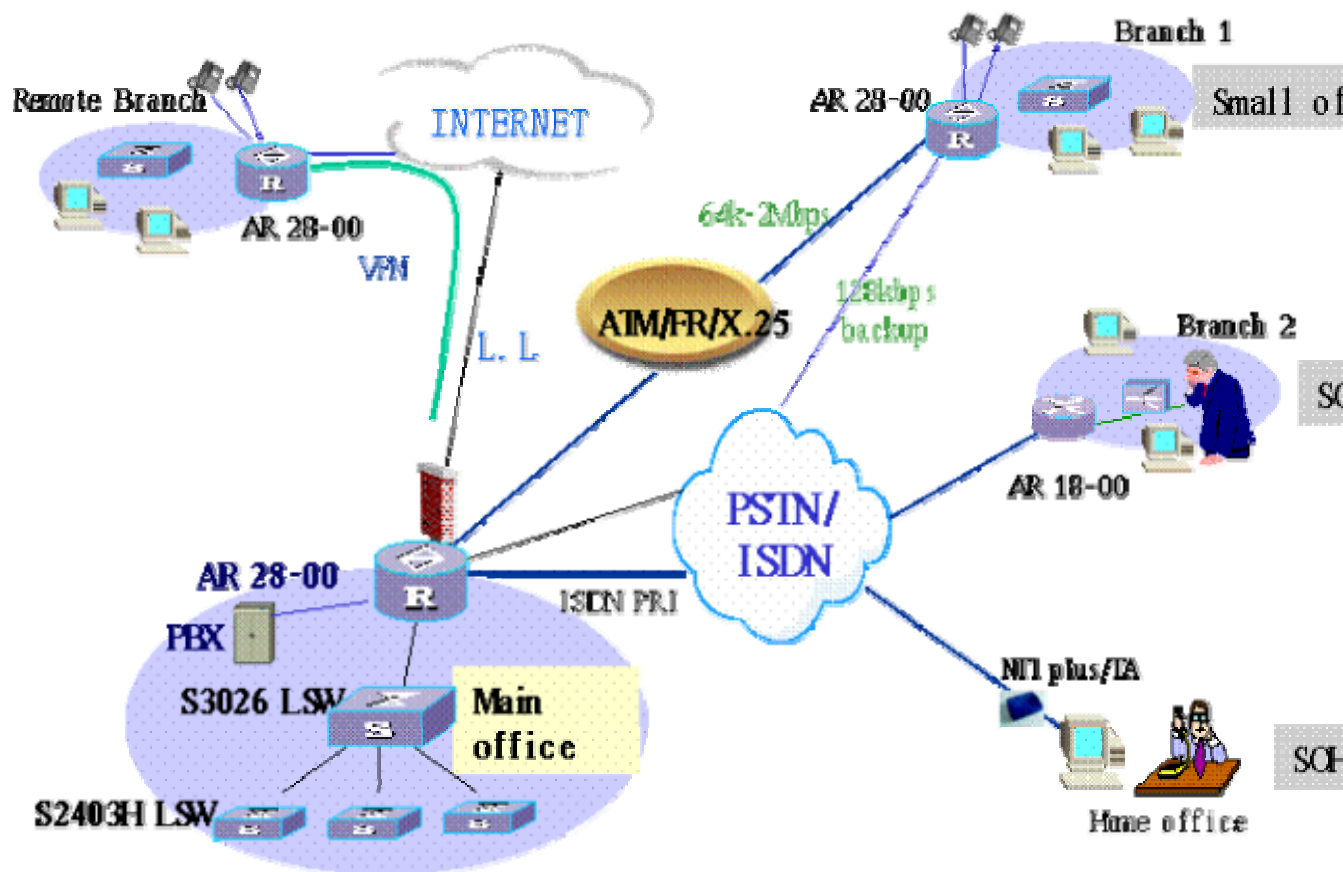 Branch 1
Remote Branch
AR 28-00
Small of
INTERNET
R
S
S
R
AR 28-00
64k-2Mbps
VPN
128kbps
backup
ATM/FR/X.25
Branch 2
L. L
AR 18-00
PSTN/
ISDN
AR 28-00
R
ISDN PRI
PBX
NT1 plus/TA
S3026 LSW
Main
office
S
S2403H LSW
S
S
S
SOH
Home office